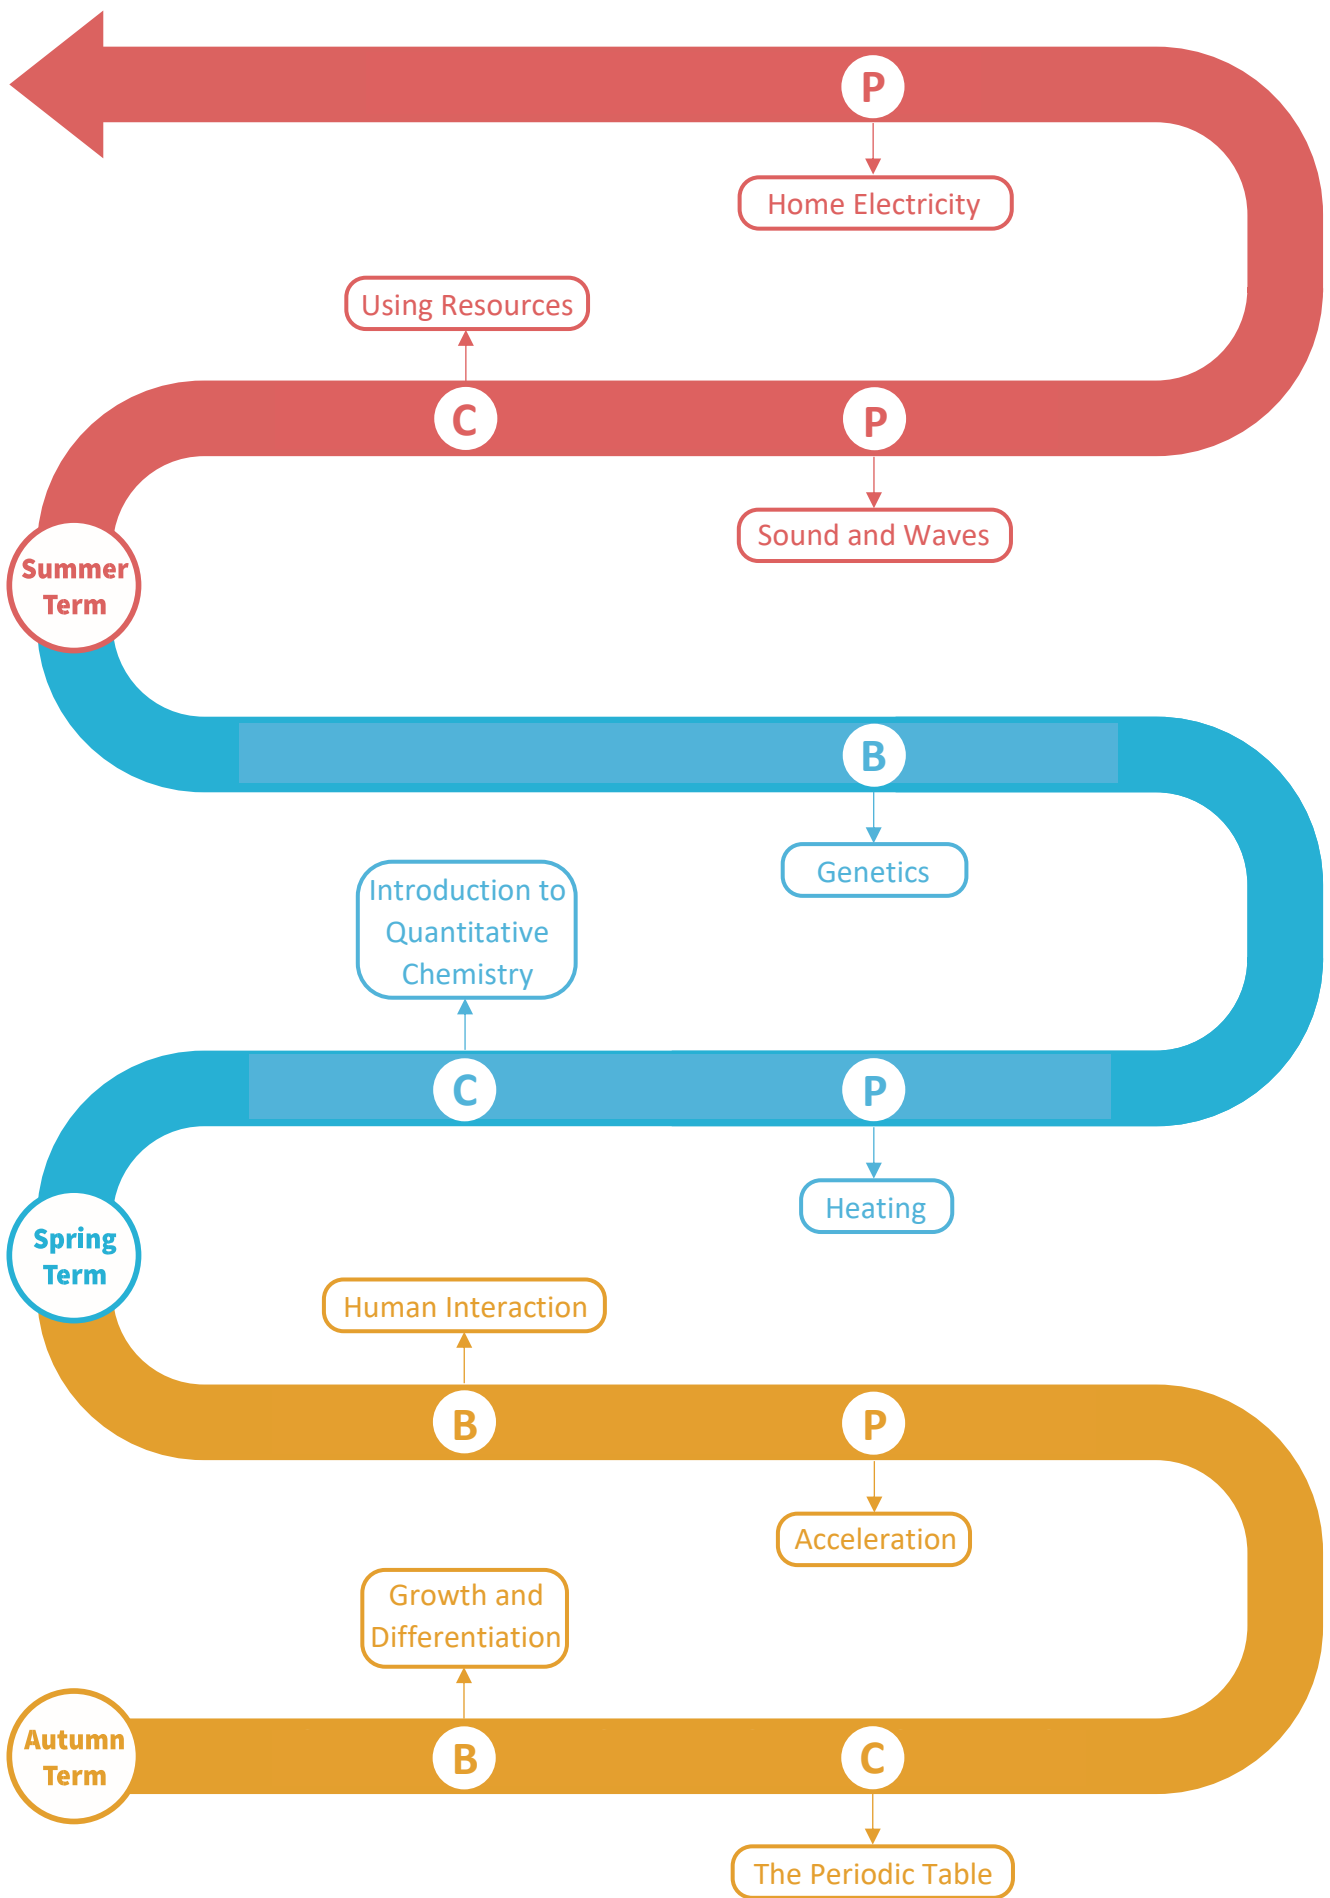 P
Home Electricity
Using Resources
C
P
Sound and Waves
Summer
Term
B
Genetics
Introduction to
Quantitative
Chemistry
C
P
Heating
Spring
Term
Human Interaction
B
P
Acceleration
Growth and
Differentiation
Autumn
Term
B
C
The Periodic Table